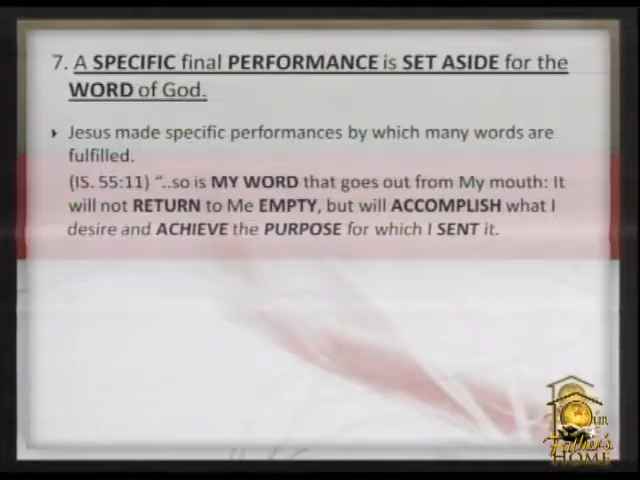 7. A SPECIFIC final PERFORMANCE is SET ASIDE for the
WORD of God.
Jesus made specific performances by which many words are
fulfilled.
(IS. 55:11) “..so is MY WORD that goes out from My mouth: It
will not RETURN to Me EMPTY, but will ACCOMPLISH what I
desire and ACHIEVE the PURPOSE for which I SENT it.
Our
Father's
HOME